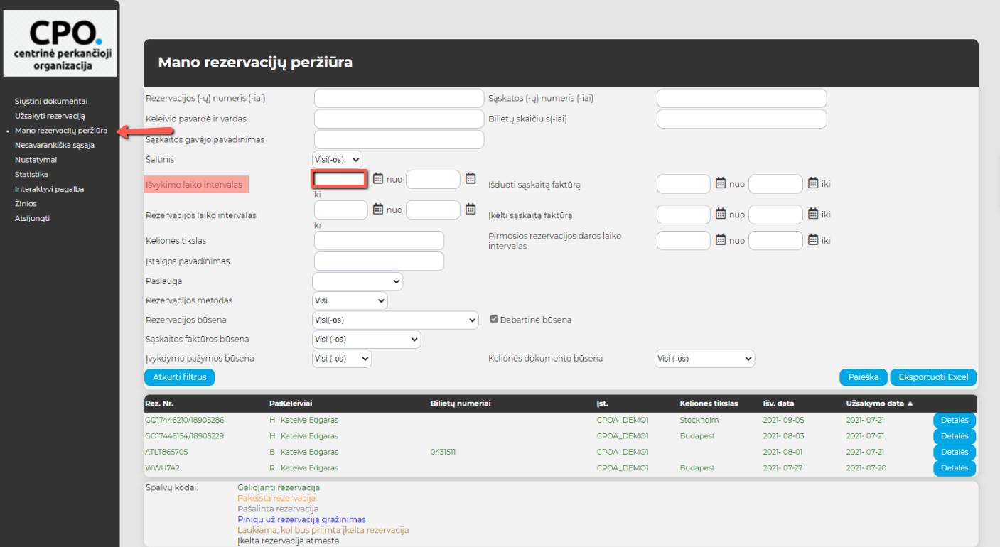 CPO.
centrinė perkančioji
organizacija
Siųstini dokumentai
Užsakyti rezervaciją
Mano rezervacijų peržiūra
Nesavarankiška sąsaja
Nustatymai
Statistika
Interaktyvi pagalba
Žinios
Atsijungti
Mano rezervacijų peržiūra
Rezervacijos (-ų) numeris (-iai) Sąskatos (-ų) numeris (-iai)
Keleivio pavardė ir vardas Bilietų skaičiu s(-iai)
Sąskaitos gavėjo pavadinimas
Šaltinis Visi(-os)
Išvykimo laiko intervalas nuo iki Išduoti sąskaitą faktūrą nuo iki
Rezervacijos laiko intervalas nuo iki Įkelti sąskaitą faktūrą nuo iki
Kelionės tikslas Pirmosios rezervacijos daros laiko
intervalas nuo iki
Įstaigos pavadinimas
Paslauga
Rezervacijos metodas Visi
Rezervacijos būsena Visi(-os) Dabartinė būsena
Sąskaitos faktūros būsena Visi (-os)
Įvykdymo pažymos būsena Visi (-os) Kelionės dokumento būsena Visi (-os)
Atkurti filtrus Paieška Eksportuoti Excel
Rez. Nr. Pas. Keleiviai Bilietų numeriai Įst. Kelionės tikslas Išv. data Užsakymo data ▲
GO17446210/18905286 H Kateiva Edgaras CPOA_DEMO1 Stockholm 2021- 09-05 2021- 07-21 Detalės
GO17446154/18905229 H Kateiva Edgaras CPOA_DEMO1 Budapest 2021- 08-03 2021- 07-21 Detalės
ATLT865705 B Kateiva Edgaras 0431511 CPOA_DEMO1 2021- 08-01 2021- 07-21 Detalės
WWU7A2 R Kateiva Edgaras CPOA_DEMO1 Budapest 2021- 07-27 2021- 07-20 Detalės
Spalvų kodai: Galiojanti rezervacija
Pakeista rezervacija
Pašalinta rezervacija
Pinigų už rezervaciją gražinimas
Laukiama, kol bus priimta įkelta rezervacija
Įkelta rezervacija atmesta